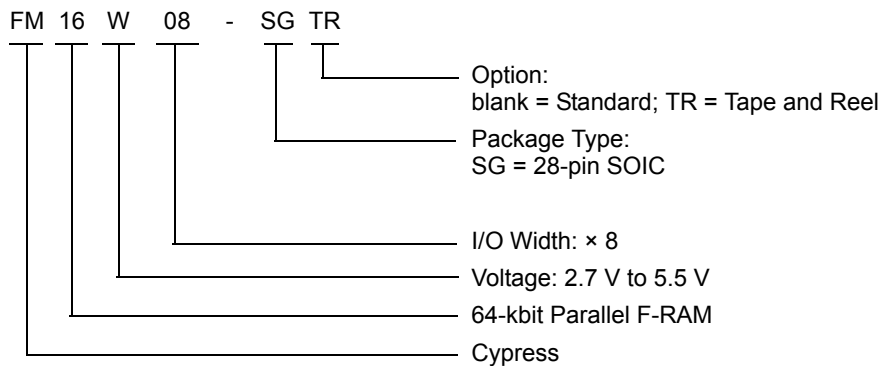 FM 16 W 08 - SG TR
Option:
blank = Standard; TR = Tape and Reel
Package Type:
SG = 28-pin SOIC
I/O Width: × 8
Voltage: 2.7 V to 5.5 V
64-kbit Parallel F-RAM
Cypress